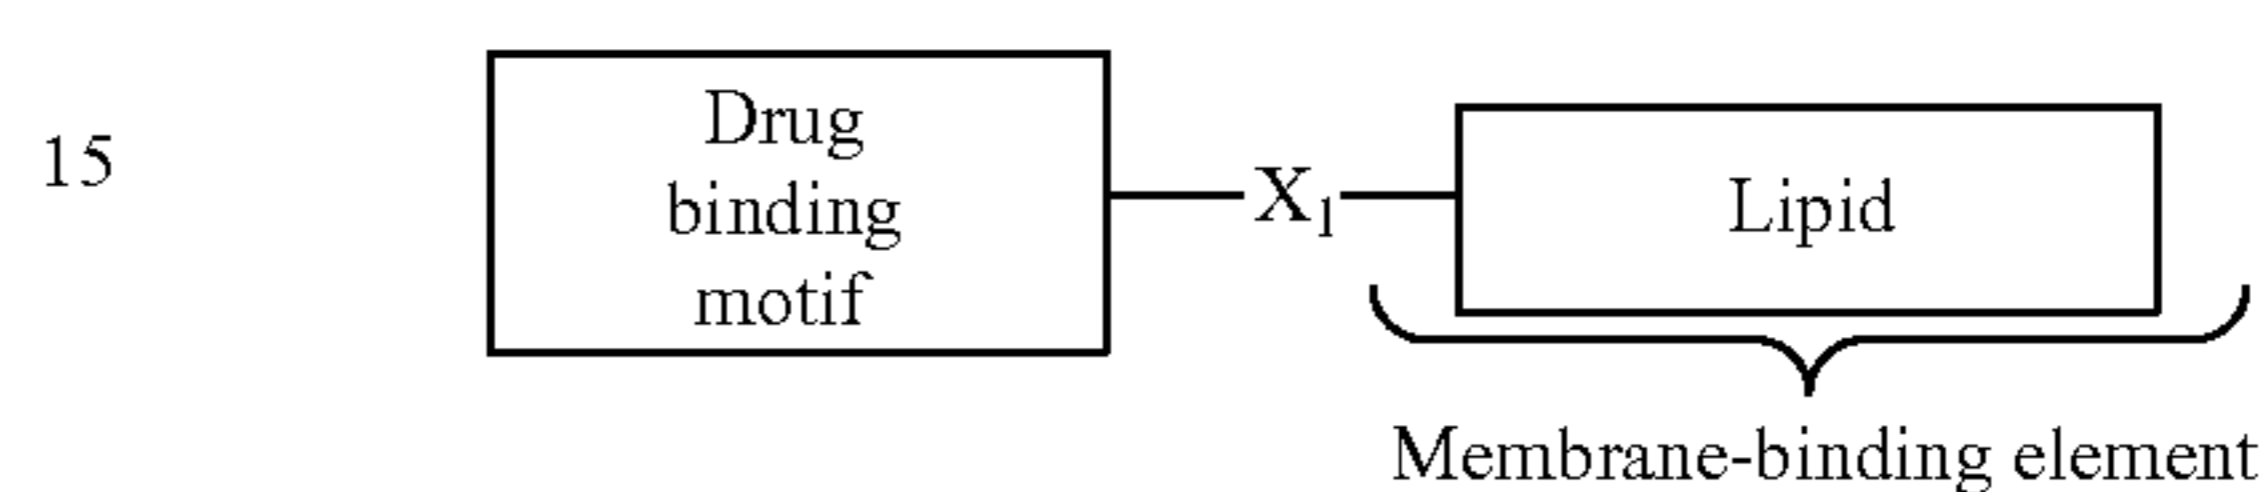 15
Drug
binding
motif
X₁
Lipid
Membrane-binding element